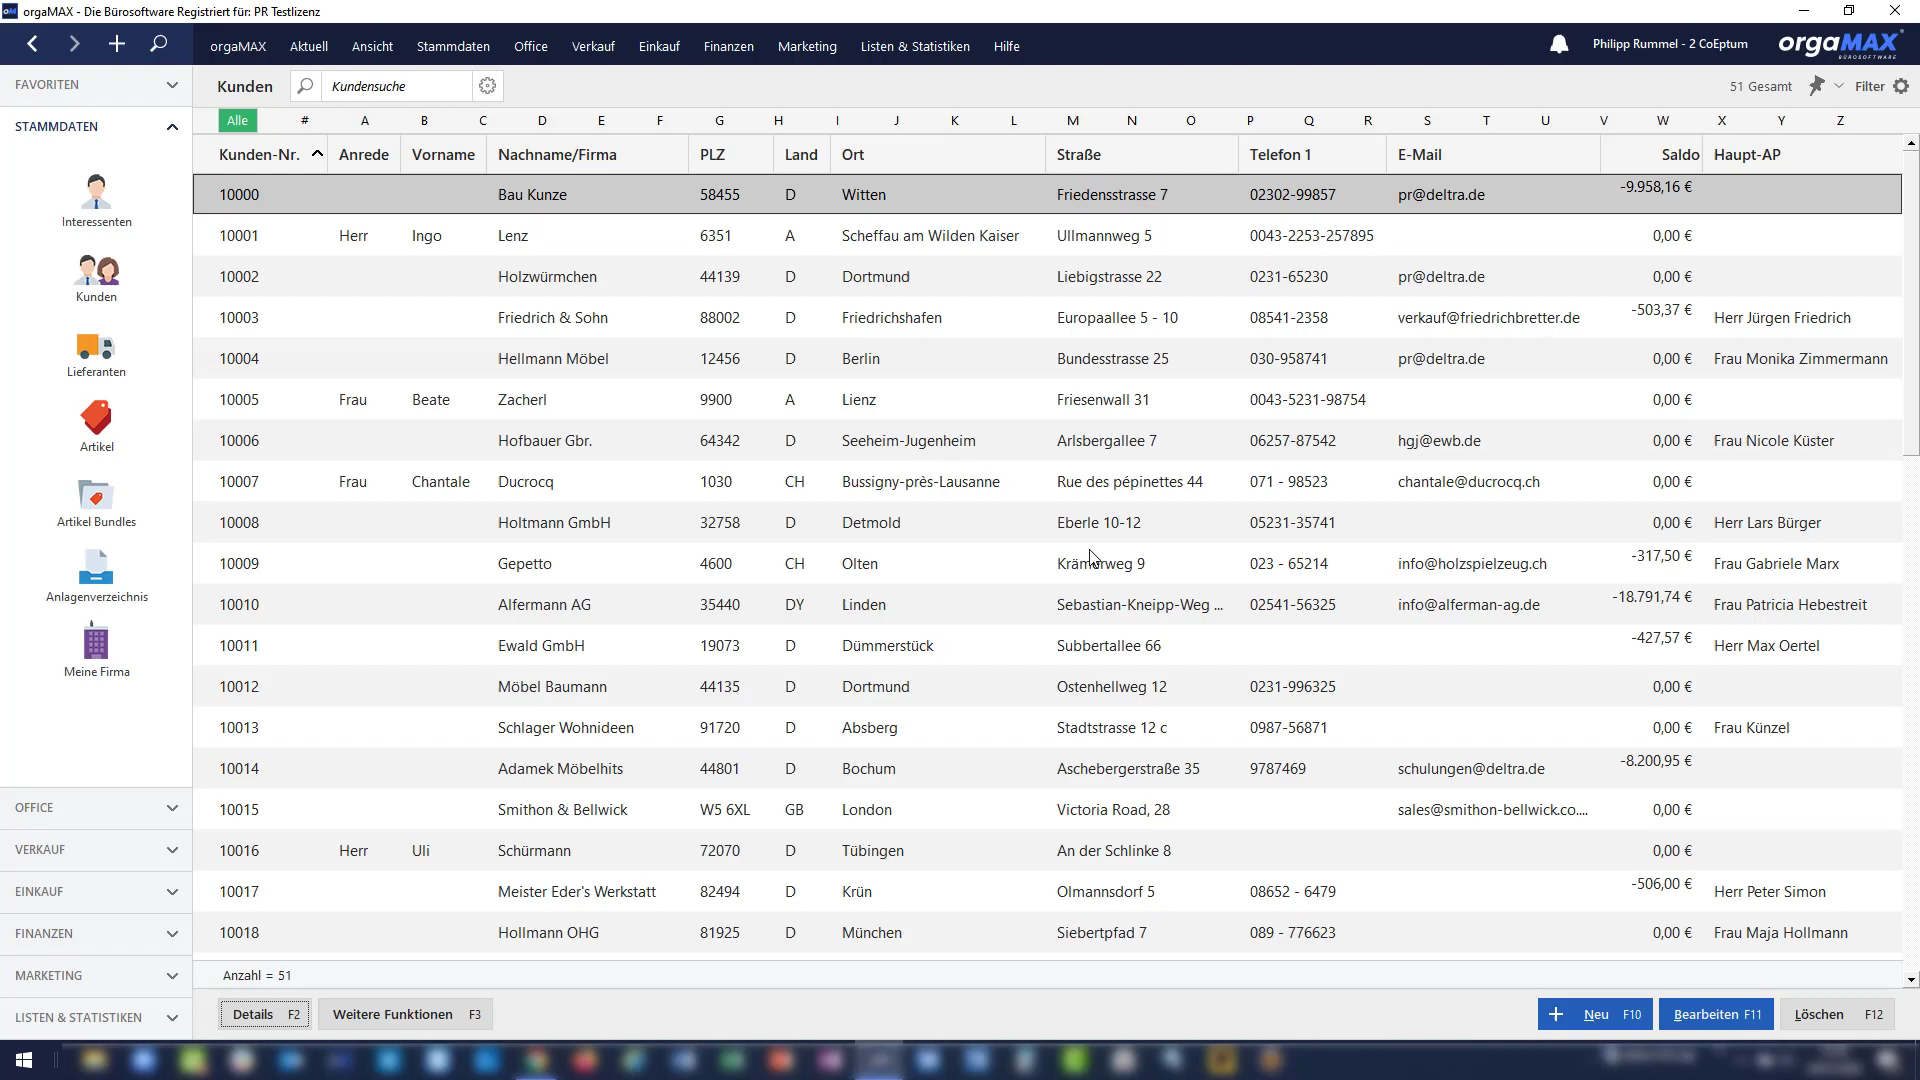 orgaMAX - Die Bürosoftware Registriert für: PR Testlizenz
orgaMAX Aktuell Ansicht Stammdaten Office Verkauf Einkauf Finanzen Marketing Listen & Statistiken Hilfe
Philipp Rummel - 2 CoEptum
orgaMAX
BÜROSOFTWARE
FAVORITEN
STAMMDATEN
Interessenten
Kunden
Lieferanten
Artikel
Artikel Bundles
Anlagenverzeichnis
Meine Firma
OFFICE
VERKAUF
EINKAUF
FINANZEN
MARKETING
LISTEN & STATISTIKEN
Kunden Kundensuche 51 Gesamt Filter
Alle # A B C D E F G H I J K L M N O P Q R S T U V W X Y Z
Kunden-Nr. Anrede Vorname Nachname/Firma PLZ Land Ort Straße Telefon 1 E-Mail Saldo Haupt-AP
10000 Bau Kunze 58455 D Witten Friedensstrasse 7 02302-99857 pr@deltra.de -9.958,16 €
10001 Herr Ingo Lenz 6351 A Scheffau am Wilden Kaiser Ullmannweg 5 0043-2253-257895 0,00 €
10002 Holzwürmchen 44139 D Dortmund Liebigstrasse 22 0231-65230 pr@deltra.de 0,00 €
10003 Friedrich & Sohn 88002 D Friedrichshafen Europaallee 5 - 10 08541-2358 verkauf@friedrichbretter.de -503,37 € Herr Jürgen Friedrich
10004 Hellmann Möbel 12456 D Berlin Bundesstrasse 25 030-958741 pr@deltra.de 0,00 € Frau Monika Zimmermann
10005 Frau Beate Zacherl 9900 A Lienz Friesenwall 31 0043-5231-98754 0,00 €
10006 Hofbauer Gbr. 64342 D Seeheim-Jugenheim Arlsbergallee 7 06257-87542 hgj@ewb.de 0,00 € Frau Nicole Küster
10007 Frau Chantale Ducrocq 1030 CH Bussigny-près-Lausanne Rue des pépinettes 44 071 - 98523 chantale@ducrocq.ch 0,00 €
10008 Holtmann GmbH 32758 D Detmold Eberle 10-12 05231-35741 0,00 € Herr Lars Bürger
10009 Gepetto 4600 CH Olten Krämerweg 9 023 - 65214 info@holzspielzeug.ch -317,50 € Frau Gabriele Marx
10010 Alfermann AG 35440 DY Linden Sebastian-Kneipp-Weg ... 02541-56325 info@alferman-ag.de -18.791,74 € Frau Patricia Hebestreit
10011 Ewald GmbH 19073 D Dümmerstück Subbertallee 66 -427,57 € Herr Max Oertel
10012 Möbel Baumann 44135 D Dortmund Ostenhellweg 12 0231-996325 0,00 €
10013 Schlager Wohnideen 91720 D Absberg Stadtstrasse 12 c 0987-56871 0,00 € Frau Künzel
10014 Adamek Möbelhits 44801 D Bochum Aschebergerstraße 35 9787469 schulungen@deltra.de -8.200,95 €
10015 Smithon & Bellwick W5 6XL GB London Victoria Road, 28 sales@smithon-bellwick.co.... 0,00 €
10016 Herr Uli Schürmann 72070 D Tübingen An der Schlinke 8 0,00 €
10017 Meister Eder's Werkstatt 82494 D Krün Olmannsdorf 5 08652 - 6479 -506,00 € Herr Peter Simon
10018 Hollmann OHG 81925 D München Siebertpfad 7 089 - 776623 0,00 € Frau Maja Hollmann
Anzahl = 51
Details F2 Weitere Funktionen F3 Neu F10 Bearbeiten F11 Löschen F12